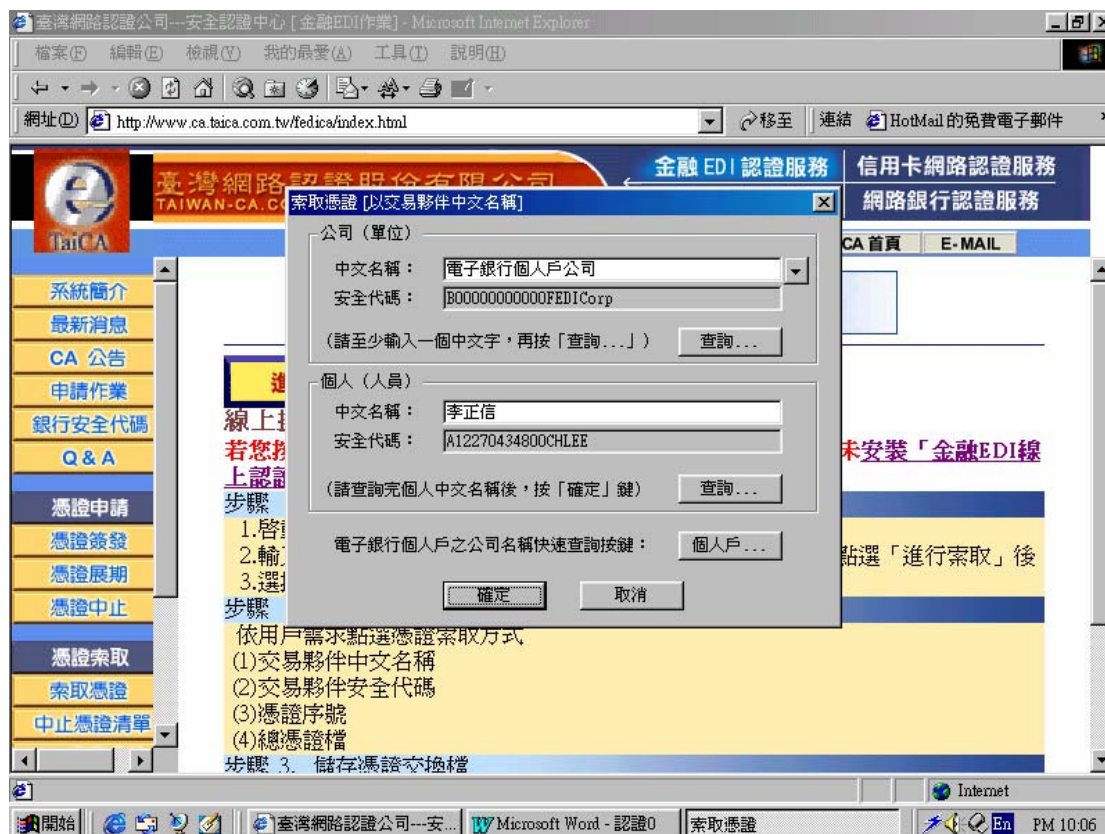 臺灣網路認證公司---安全認證中心 [ 金融EDI作業] - Microsoft Internet Explorer
檔案(F) 編輯(E) 檢視(V) 我的最愛(A) 工具(T) 說明(H)
網址(D) http://www.ca.taica.com.tw/fedica/index.html 移至 連結 HotMail 的免費電子郵件
臺灣網路認證股份有限公司
TAIWAN-CA.CO
TaiCA
金融 EDI 認證服務 信用卡網路認證服務
網路銀行認證服務
CA 首頁 E-MAIL
系統簡介
最新消息
CA 公告
申請作業
銀行安全代碼
Q & A
憑證申請
憑證簽發
憑證展期
憑證中止
憑證索取
索取憑證
中止憑證清單
索取憑證 [以交易夥伴中文名稱]
公司（單位）
中文名稱： 電子銀行個人戶公司
安全代碼： B00000000000FEDICorp
(請至少輸入一個中文字，再按「查詢...」) 查詢...
個人（人員）
中文名稱： 李正信
安全代碼： A12270434800CHLEE
(請查詢完個人中文名稱後，按「確定」鍵) 查詢...
電子銀行個人戶之公司名稱快速查詢按鍵： 個人戶...
確定 取消
進
線上
若您按 未安裝「金融EDI線
上認證
步驟
1.啓
2.輸 點選「進行索取」後
3.選
步驟
依用戶需求點選憑證索取方式
(1)交易夥伴中文名稱
(2)交易夥伴安全代碼
(3)憑證序號
(4)總憑證檔
步驟 3. 儲存憑證交換檔
Internet
開始 臺灣網路認證公司---安... Microsoft Word - 認證0 索取憑證 En PM 10:06